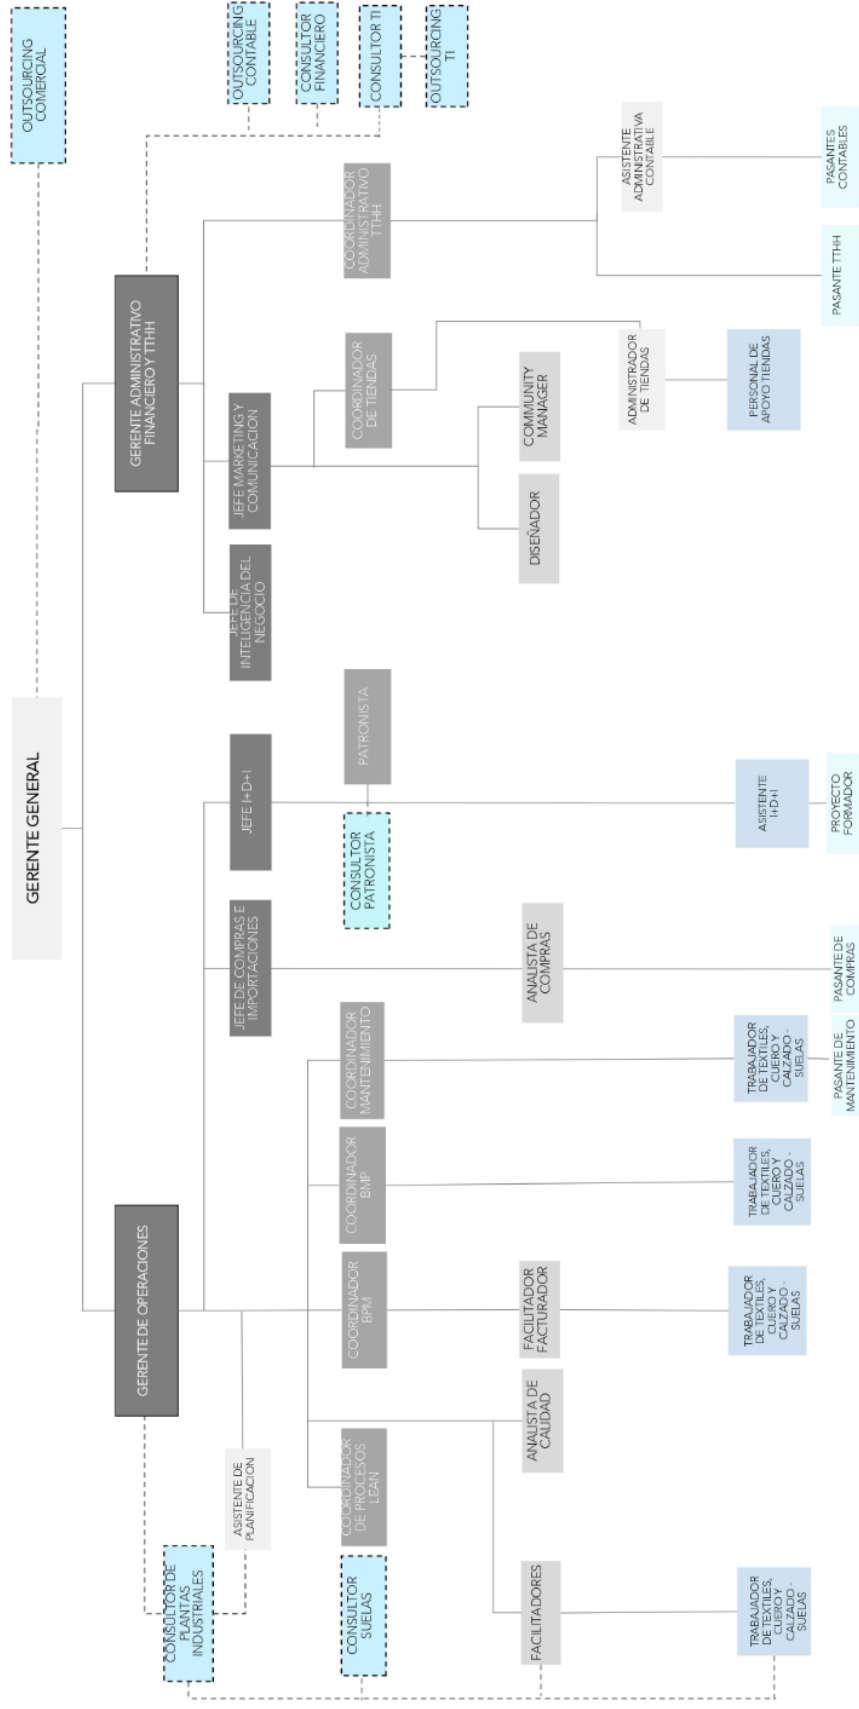 GERENTE GENERAL
OUTSOURCING
COMERCIAL
GERENTE DE OPERACIONES
GERENTE ADMINISTRATIVO
FINANCIERO Y TTHH
CONSULTOR DE
PLANTAS
INDUSTRIALES
ASISTENTE DE
PLANIFICACION
JEFE DE COMPRAS E
IMPORTACIONES
JEFE I+D+I
JEFE DE
INTELIGENCIA DEL
NEGOCIO
JEFE MARKETING Y
COMUNICACION
OUTSOURCING
CONTABLE
CONSULTOR
FINANCIERO
CONSULTOR TI
OUTSOURCING
TI
CONSULTOR
SUELAS
COORDINADOR
DE PROCESOS
LEAN
COORDINADOR
BPM
COORDINADOR
BMP
COORDINADOR
MANTENIMIENTO
CONSULTOR
PATRONISTA
PATRONISTA
COORDINADOR
DE TIENDAS
COORDINADOR
ADMINISTRATIVO
TTHH
FACILITADORES
ANALISTA DE
CALIDAD
FACILITADOR
FACTURADOR
ANALISTA DE
COMPRAS
DISEÑADOR
COMMUNITY
MANAGER
ADMINISTRADOR
DE TIENDAS
ASISTENTE
ADMINISTRATIVA
CONTABLE
TRABAJADOR
DE TEXTILES,
CUERO Y
CALZADO -
SUELAS
TRABAJADOR
DE TEXTILES,
CUERO Y
CALZADO -
SUELAS
TRABAJADOR
DE TEXTILES,
CUERO Y
CALZADO -
SUELAS
TRABAJADOR
DE TEXTILES,
CUERO Y
CALZADO -
SUELAS
ASISTENTE
I+D+I
PERSONAL DE
APOYO TIENDAS
PASANTE DE
MANTENIMIENTO
PASANTE DE
COMPRAS
PROYECTO
FORMADOR
PASANTE TTHH
PASANTES
CONTABLES